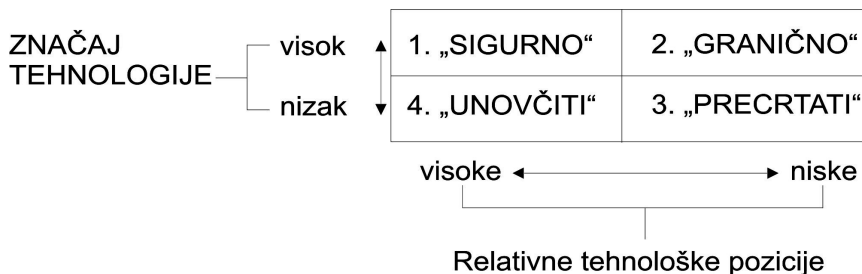 ZNAČAJ
TEHNOLOGIJE
visok
nizak
1. „SIGURNO“
2. „GRANIČNO“
4. „UNOVČITI“
3. „PRECRTATI“
visoke
niske
Relativne tehnološke pozicije